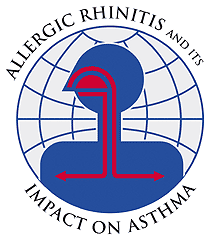 ALLERGIC RHINITIS AND ITS
IMPACT ON ASTHMA